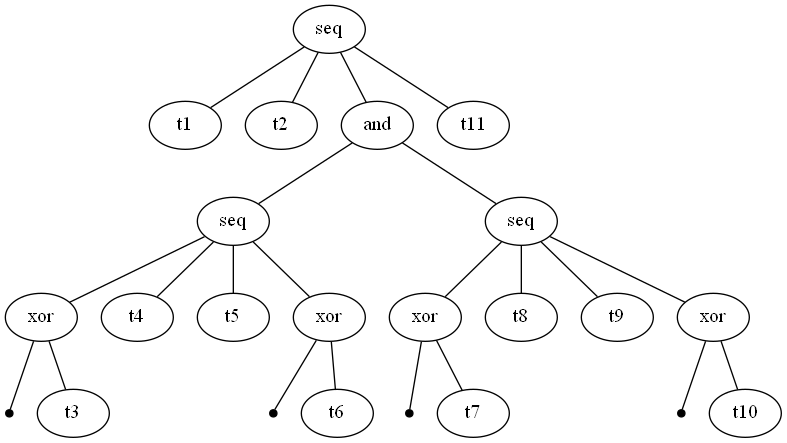 seq
t1 t2 and t11
seq seq
xor t4 t5 xor xor t8 t9 xor
t3 t6 t7 t10